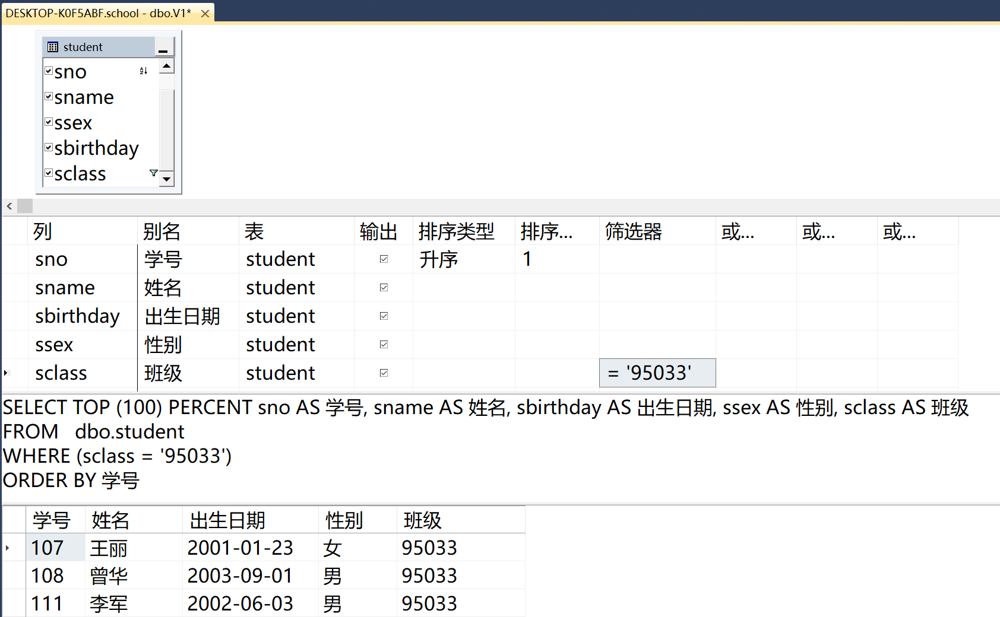 DESKTOP-K0F5ABF.school - dbo.V1*
student
sno
sname
ssex
sbirthday
sclass
列 别名 表 输出 排序类型 排序... 筛选器 或... 或... 或...
sno 学号 student 升序 1
sname 姓名 student
sbirthday 出生日期 student
ssex 性别 student
sclass 班级 student = '95033'
SELECT TOP (100) PERCENT sno AS 学号, sname AS 姓名, sbirthday AS 出生日期, ssex AS 性别, sclass AS 班级
FROM dbo.student
WHERE (sclass = '95033')
ORDER BY 学号
学号 姓名 出生日期 性别 班级
107 王丽 2001-01-23 女 95033
108 曾华 2003-09-01 男 95033
111 李军 2002-06-03 男 95033